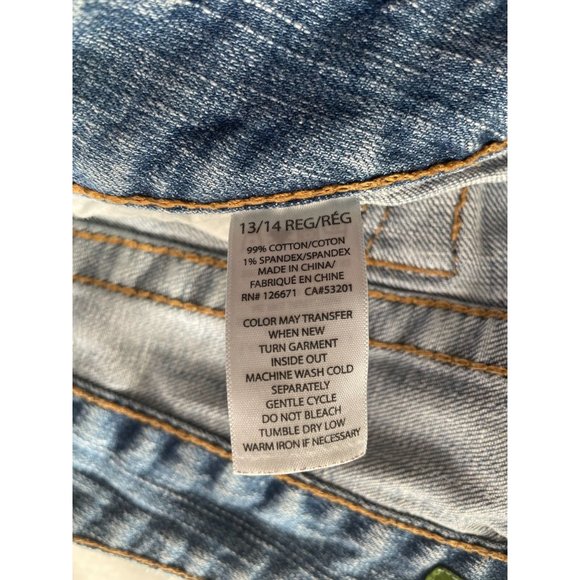 13/14 REG/RÉG
99% COTTON/COTON
1% SPANDEX/SPANDEX
MADE IN CHINA/
FABRIQUÉ EN CHINE
RN# 126671 CA#53201
COLOR MAY TRANSFER
WHEN NEW
TURN GARMENT
INSIDE OUT
MACHINE WASH COLD
SEPARATELY
GENTLE CYCLE
DO NOT BLEACH
TUMBLE DRY LOW
WARM IRON IF NECESSARY